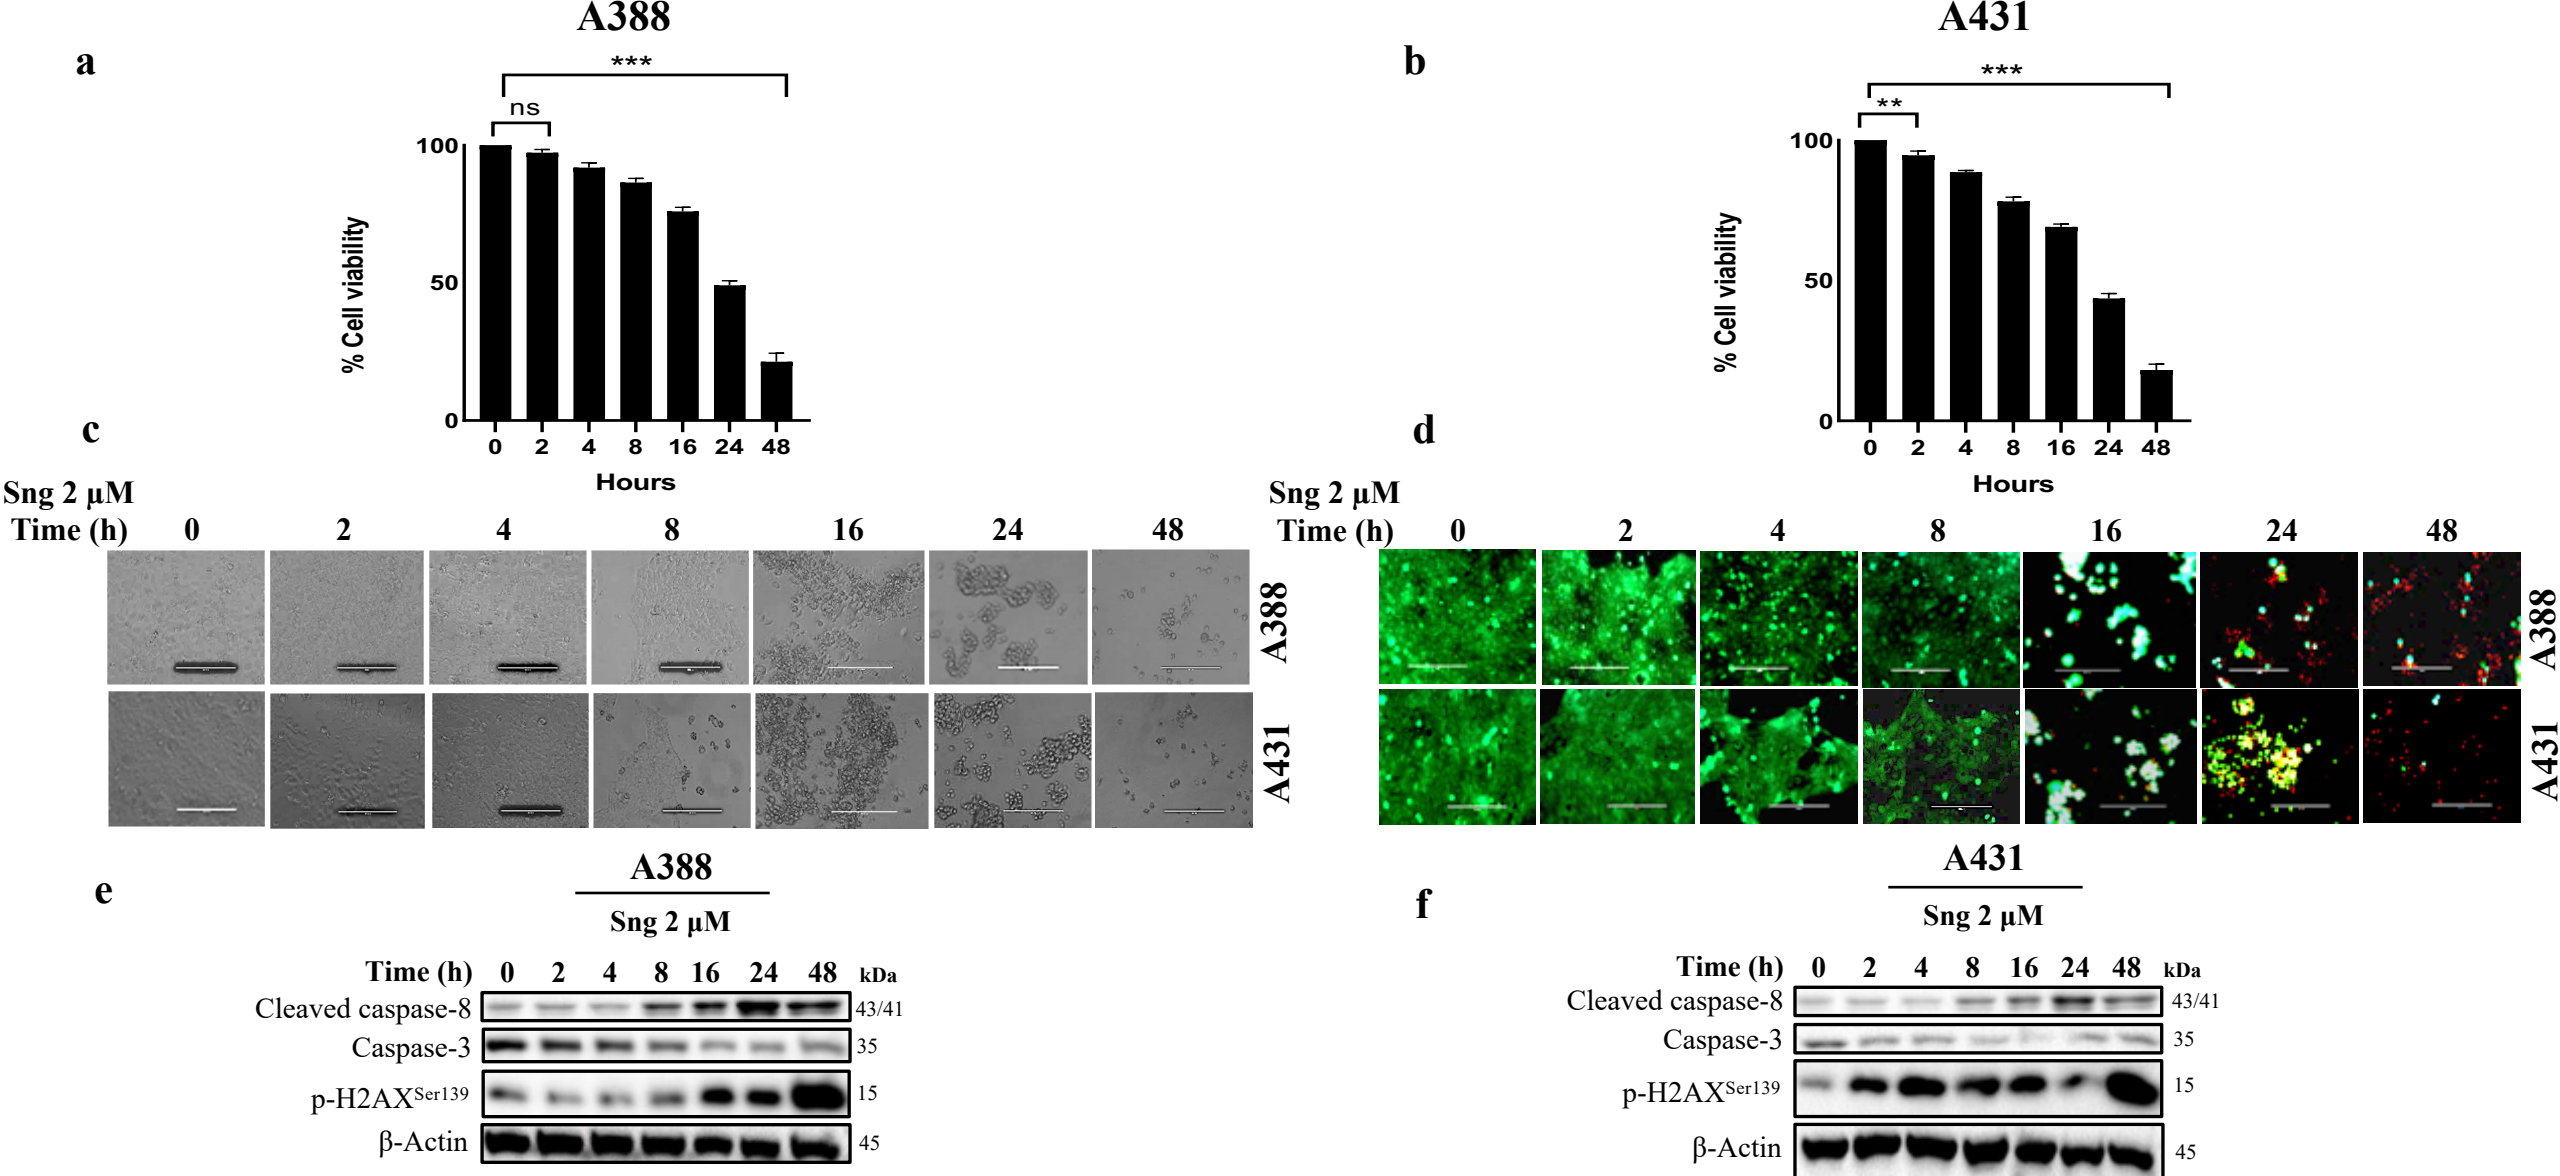 A388
a
***
ns
100
50
0
% Cell viability
0 2 4 8 16 24 48
Hours
A431
b
***
**
100
50
0
% Cell viability
0 2 4 8 16 24 48
Hours
c
Sng 2 μM
Time (h) 0 2 4 8 16 24 48
A388
A431
d
Sng 2 μM
Time (h) 0 2 4 8 16 24 48
A388
A431
e
A388
Sng 2 μM
Time (h) 0 2 4 8 16 24 48 kDa
Cleaved caspase-8 43/41
Caspase-3 35
p-H2AXSer139 15
β-Actin 45
f
A431
Sng 2 μM
Time (h) 0 2 4 8 16 24 48 kDa
Cleaved caspase-8 43/41
Caspase-3 35
p-H2AXSer139 15
β-Actin 45